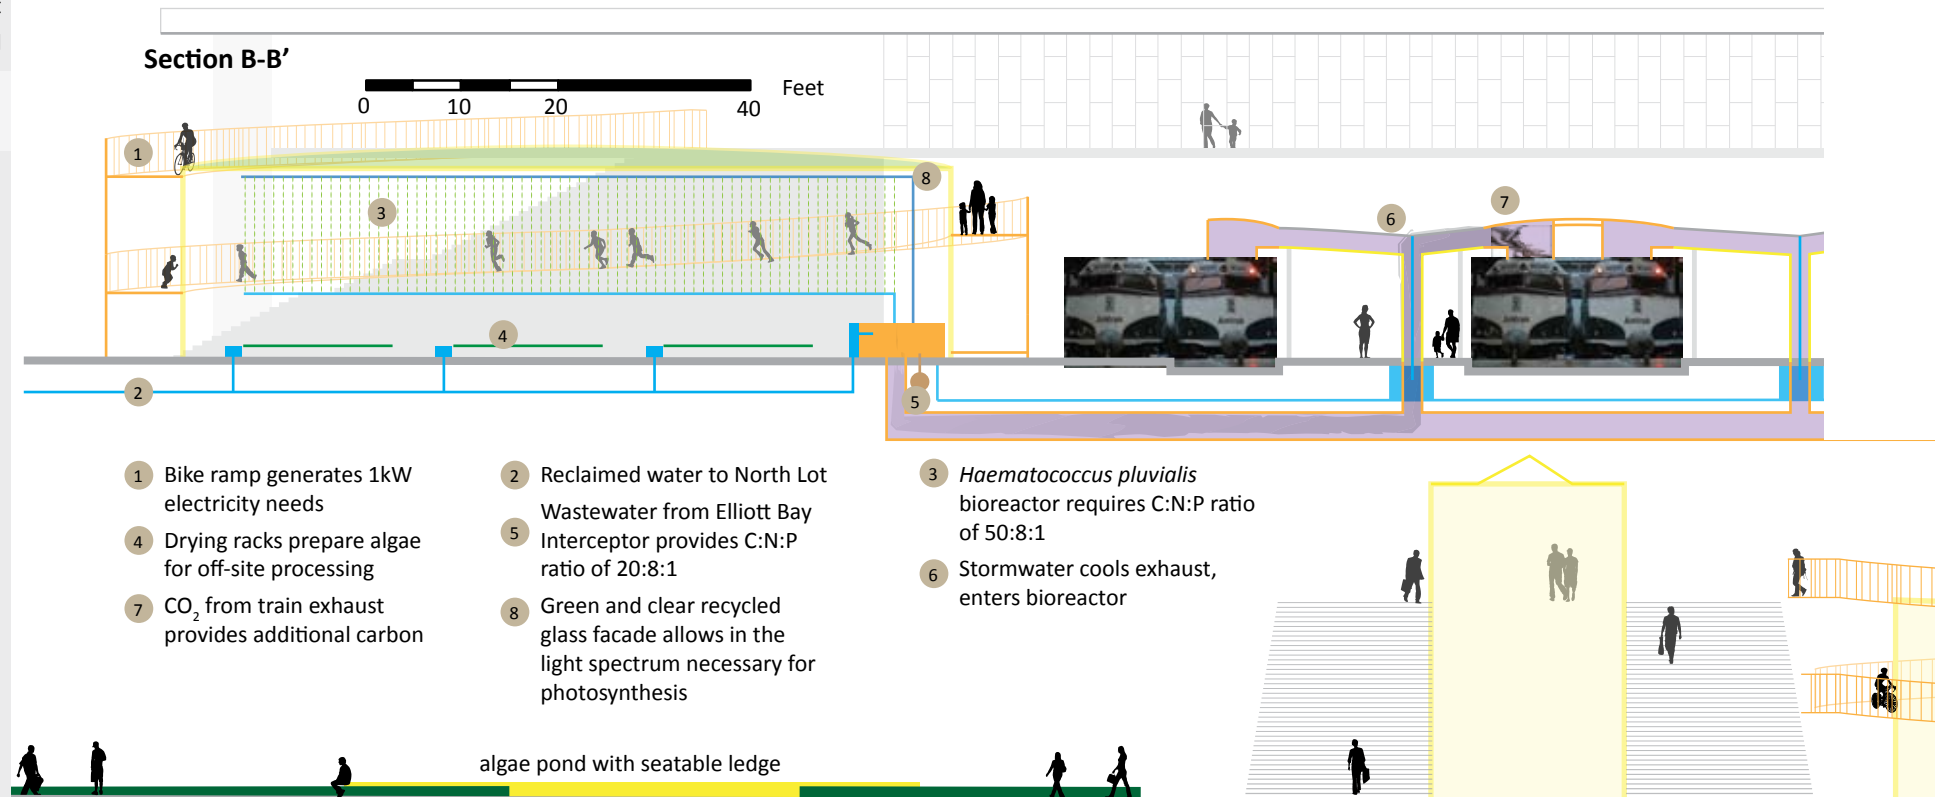 Section B-B’
0 10 20 40 Feet
1
8
3
7
6
4
2
5
1 Bike ramp generates 1kW
electricity needs
4 Drying racks prepare algae
for off-site processing
7 CO2 from train exhaust
provides additional carbon
2 Reclaimed water to North Lot
5 Wastewater from Elliott Bay
Interceptor provides C:N:P
ratio of 20:8:1
8 Green and clear recycled
glass facade allows in the
light spectrum necessary for
photosynthesis
3 Haematococcus pluvialis
bioreactor requires C:N:P ratio
of 50:8:1
6 Stormwater cools exhaust,
enters bioreactor
algae pond with seatable ledge